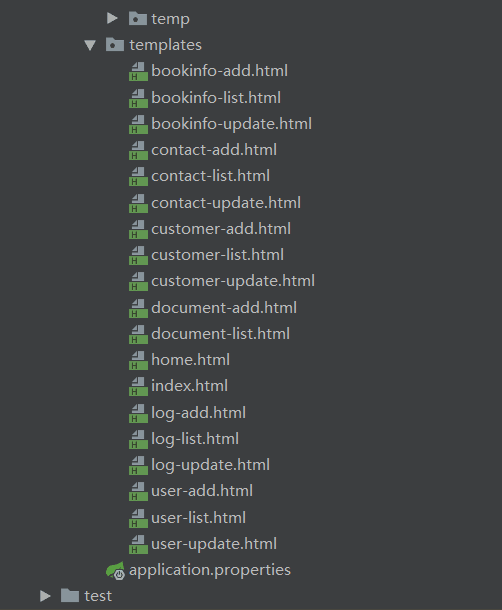 temp
templates
bookinfo-add.html
bookinfo-list.html
bookinfo-update.html
contact-add.html
contact-list.html
contact-update.html
customer-add.html
customer-list.html
customer-update.html
document-add.html
document-list.html
home.html
index.html
log-add.html
log-list.html
log-update.html
user-add.html
user-list.html
user-update.html
application.properties
test